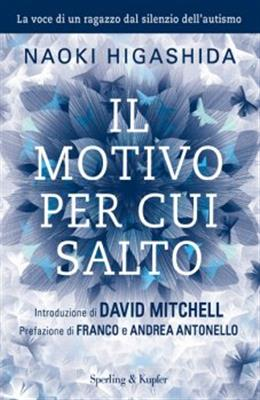 La voce di un ragazzo dal silenzio dell'autismo
NAOKI HIGASHIDA
IL
MOTIVO
PER CUI
SALTO
Introduzione di DAVID MITCHELL
Prefazione di FRANCO e ANDREA ANTONELLO
Sperling & Kupfer